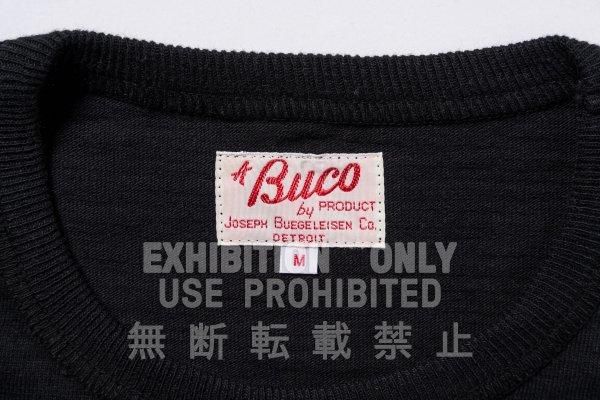 A Buco
by PRODUCT
JOSEPH BUEGELEISEN CO.
DETROIT
M
EXHIBITION ONLY
USE PROHIBITED
無断転載禁止